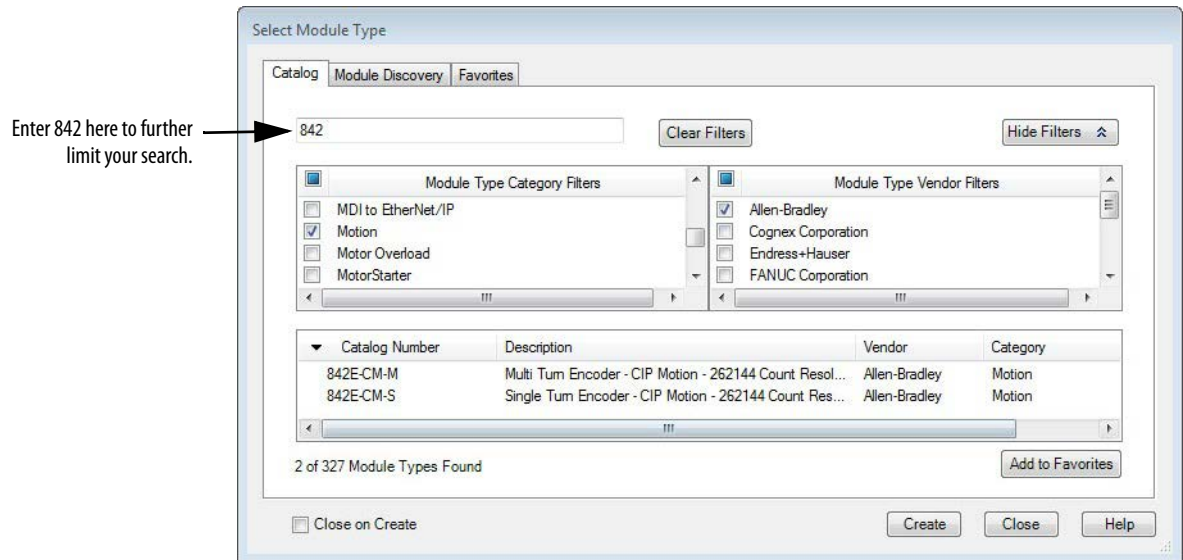 Select Module Type
Catalog Module Discovery Favorites
Enter 842 here to further
limit your search.
842 Clear Filters Hide Filters
Module Type Category Filters Module Type Vendor Filters
MDI to EtherNet/IP Allen-Bradley
Motion Cognex Corporation
Motor Overload Endress+Hauser
MotorStarter FANUC Corporation
Catalog Number Description Vendor Category
842E-CM-M Multi Turn Encoder - CIP Motion - 262144 Count Resol... Allen-Bradley Motion
842E-CM-S Single Turn Encoder - CIP Motion - 262144 Count Res... Allen-Bradley Motion
2 of 327 Module Types Found Add to Favorites
Close on Create Create Close Help